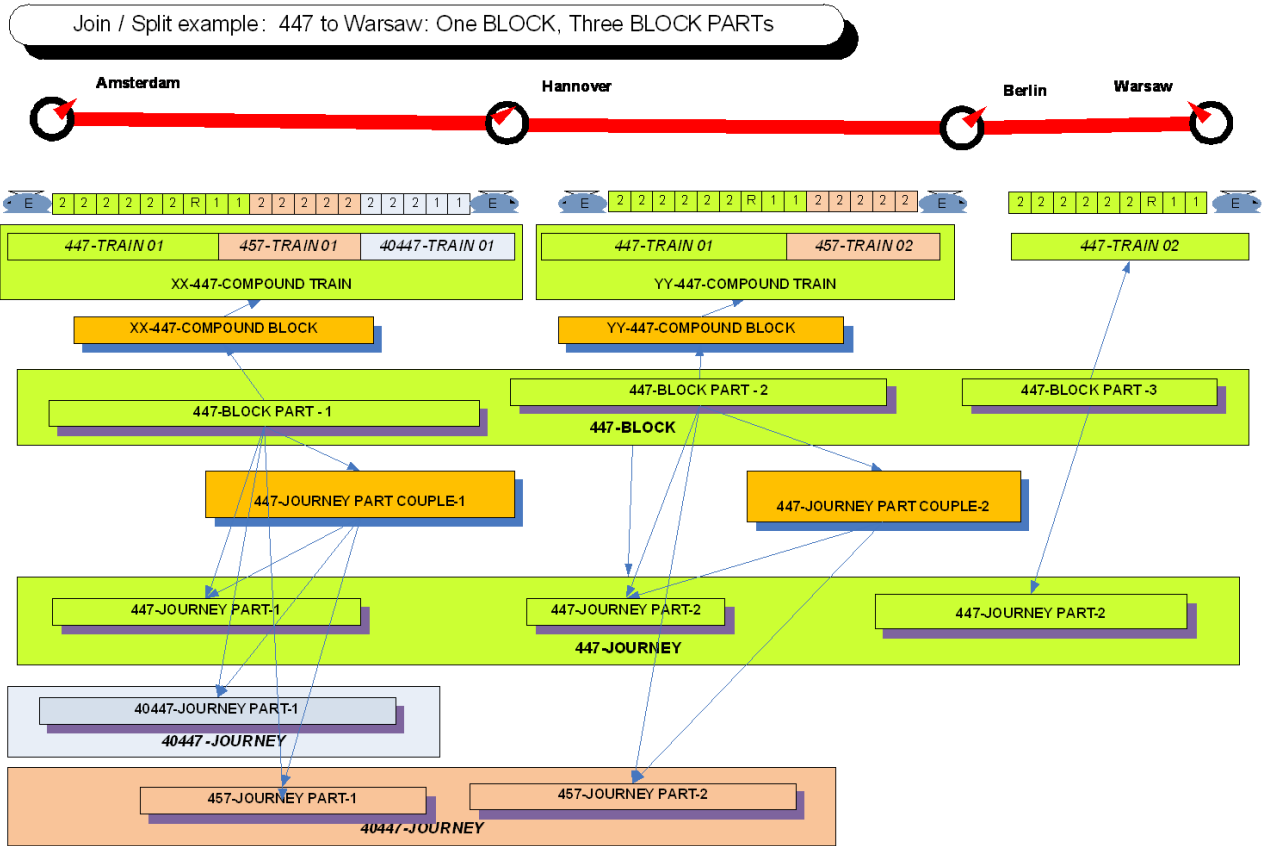 Join / Split example: 447 to Warsaw: One BLOCK, Three BLOCK PARTs
Amsterdam
Hannover
Berlin
Warsaw
E 2 2 2 2 2 2 R 1 1 2 2 2 2 2 2 2 2 1 1 E
E 2 2 2 2 2 2 R 1 1 2 2 2 2 2 E
2 2 2 2 2 2 R 1 1 E
447-TRAIN 01
457-TRAIN 01
40447-TRAIN 01
447-TRAIN 01
457-TRAIN 02
447-TRAIN 02
XX-447-COMPOUND TRAIN
YY-447-COMPOUND TRAIN
XX-447-COMPOUND BLOCK
YY-447-COMPOUND BLOCK
447-BLOCK PART - 1
447-BLOCK PART - 2
447-BLOCK PART -3
447-BLOCK
447-JOURNEY PART COUPLE-1
447-JOURNEY PART COUPLE-2
447-JOURNEY PART-1
447-JOURNEY PART-2
447-JOURNEY PART-2
447-JOURNEY
40447-JOURNEY PART-1
40447-JOURNEY
457-JOURNEY PART-1
457-JOURNEY PART-2
40447-JOURNEY